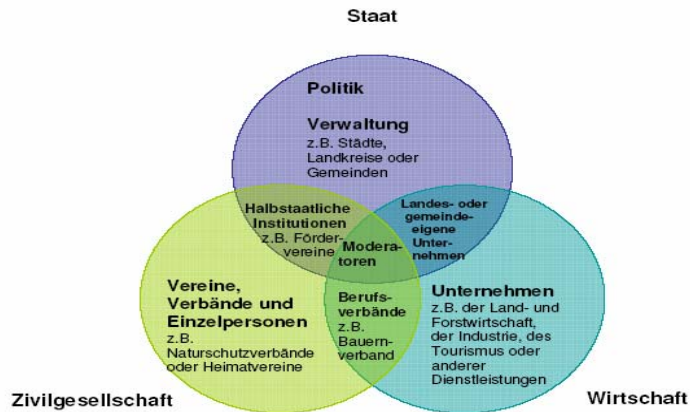 Staat
Politik
Verwaltung
z.B. Städte,
Landkreise oder
Gemeinden
Halbstaatliche
Institutionen
z.B. Förder-
vereine
Landes- oder
gemeinde-
eigene
Unter-
nehmen
Modera-
toren
Vereine,
Verbände und
Einzelpersonen
z.B.
Naturschutzverbände
oder Heimatvereine
Berufs-
verbände
z.B.
Bauern-
verband
Unternehmen
z.B. der Land- und
Forstwirtschaft,
der Industrie, des
Tourismus oder
anderer
Dienstleistungen
Zivilgesellschaft
Wirtschaft